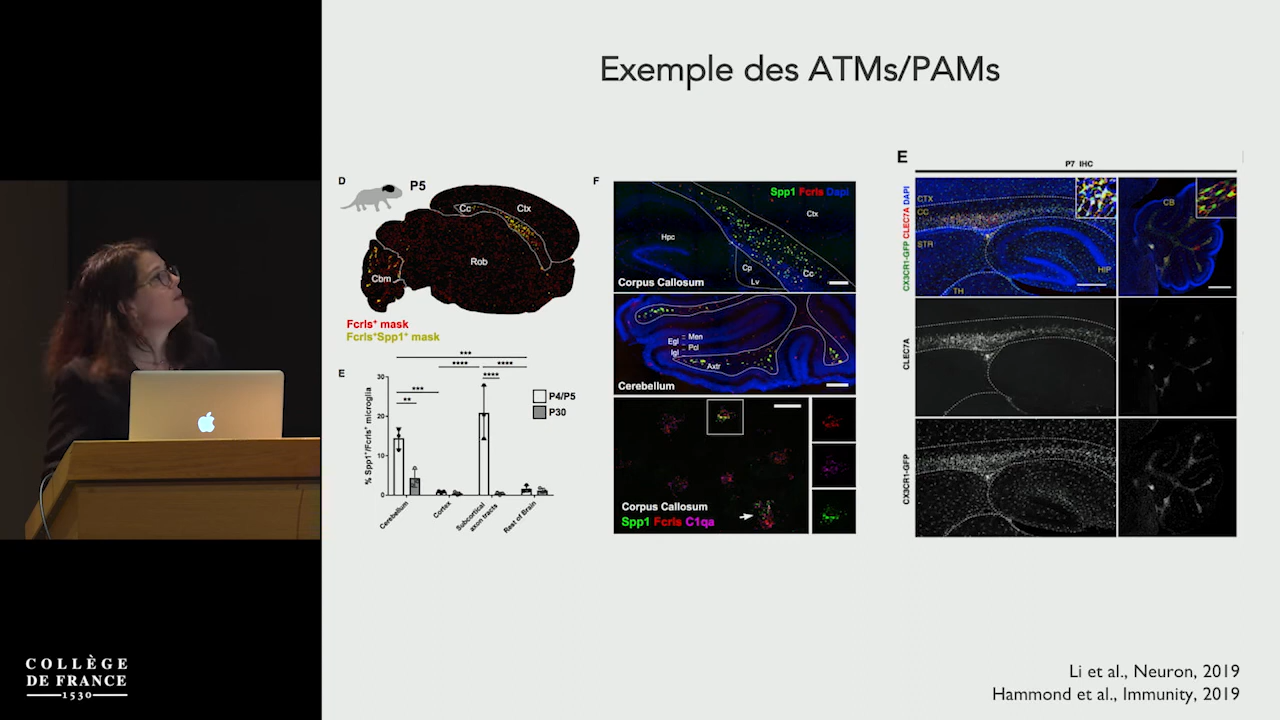 Exemple des ATMs/PAMs
D
P5
Cc
Ctx
Cbm
Rob
Fcrls⁺ mask
Fcrls⁺Spp1⁺ mask
E
% Spp1⁺/Fcrls⁺ microglia
30
20
10
0
***
****
****
****
***
**
P4/P5
P30
Cerebellum
Cortex
Subcortical
axon tracts
Rest of Brain
F
Spp1 Fcrls Dapi
Ctx
Hpc
Cp
Cc
Lv
Corpus Callosum
Men
Egl
Pcl
Igl
Axtr
Cerebellum
Corpus Callosum
Spp1 Fcrls C1qa
E
P7 IHC
CX3CR1-GFP CLEC7A DAPI
CTX
CC
STR
TH
HIP
CB
CLEC7A
CX3CR1-GFP
Li et al., Neuron, 2019
Hammond et al., Immunity, 2019
COLLÈGE
DE FRANCE
1530